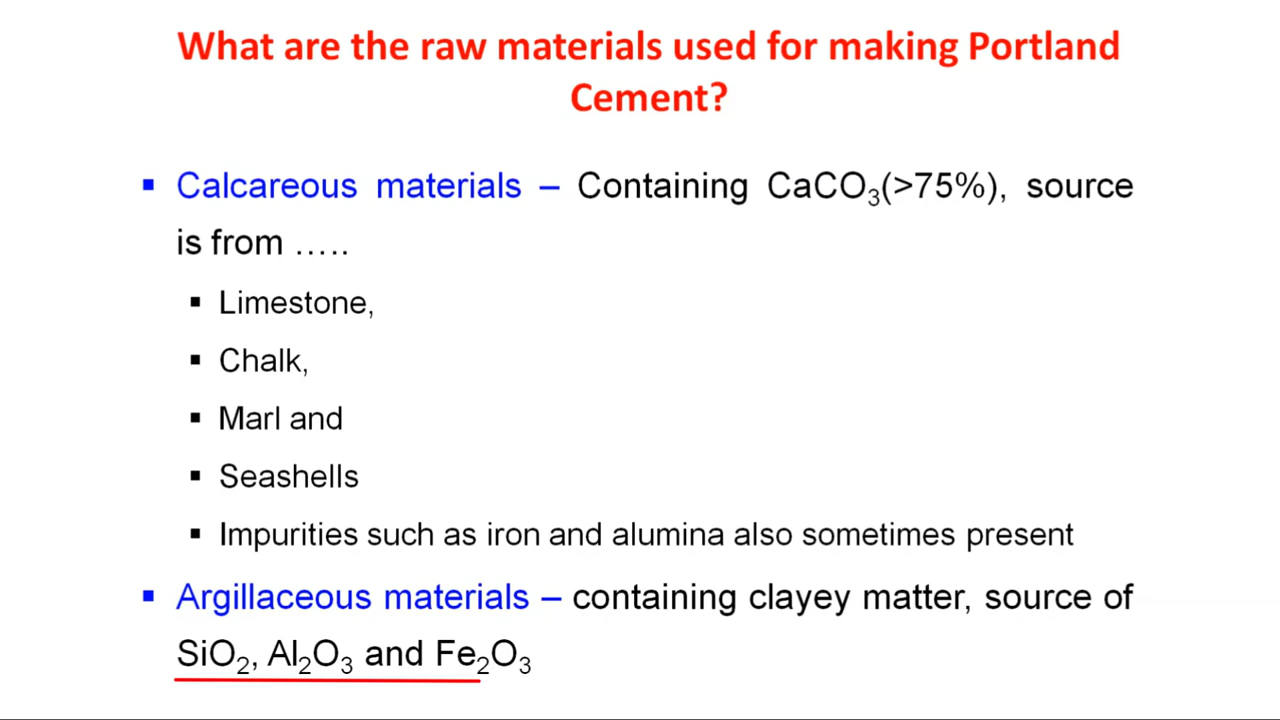 What are the raw materials used for making Portland
Cement?
▪ Calcareous materials – Containing CaCO₃(>75%), source
is from …..
▪ Limestone,
▪ Chalk,
▪ Marl and
▪ Seashells
▪ Impurities such as iron and alumina also sometimes present
▪ Argillaceous materials – containing clayey matter, source of
SiO₂, Al₂O₃ and Fe₂O₃